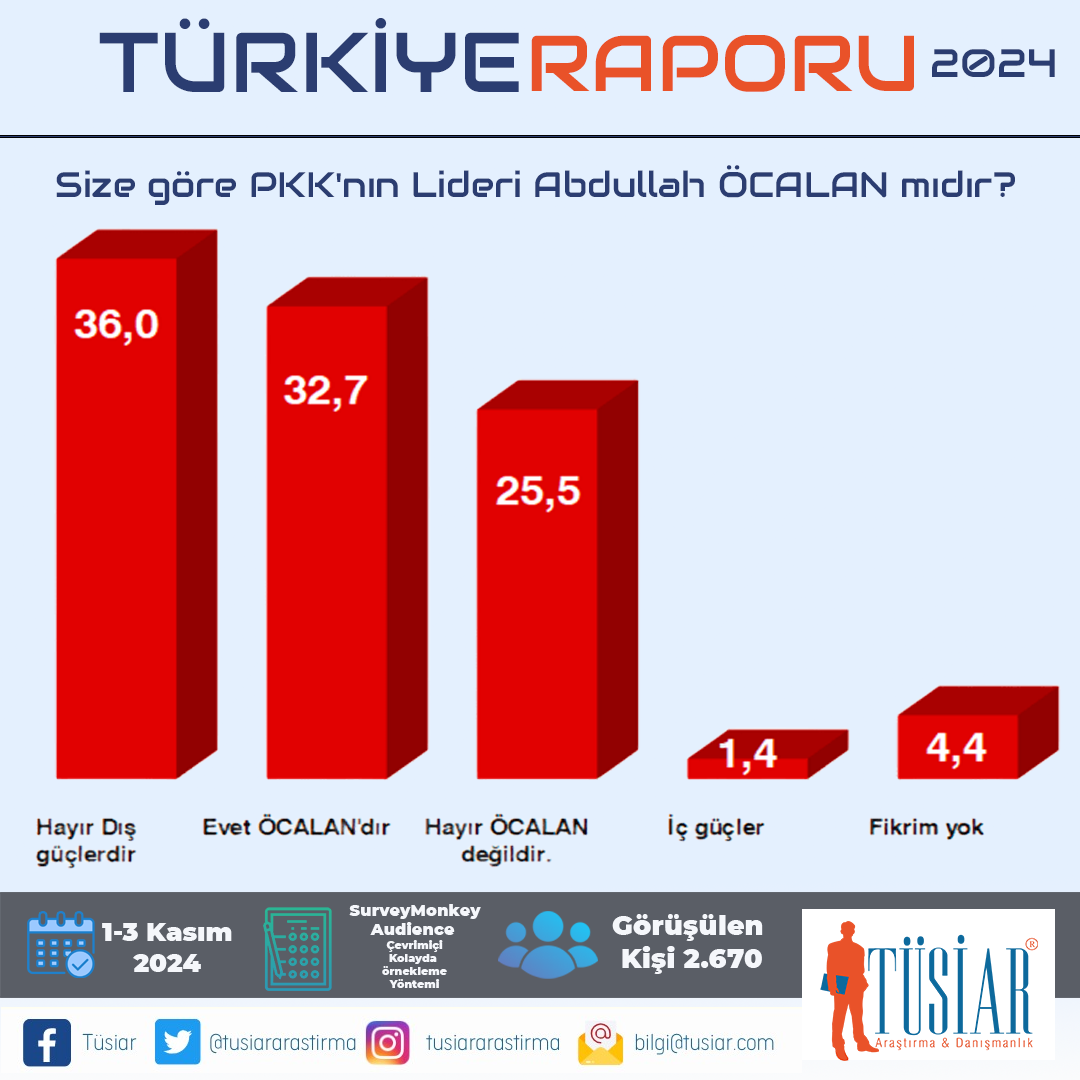 TÜRKİYERAPORU 2024
Size göre PKK'nın Lideri Abdullah ÖCALAN mıdır?
36,0
32,7
25,5
1,4
4,4
Hayır Dış
güçlerdir
Evet ÖCALAN'dır
Hayır ÖCALAN
değildir.
İç güçler
Fikrim yok
1-3 Kasım
2024
SurveyMonkey
Audience
Çevrimiçi
Kolayda
örnekleme
Yöntemi
Görüşülen
Kişi 2.670
TÜSİAR®
Araştırma & Danışmanlık
Tüsiar
@tusiararastirma
tusiararastirma
bilgi@tusiar.com